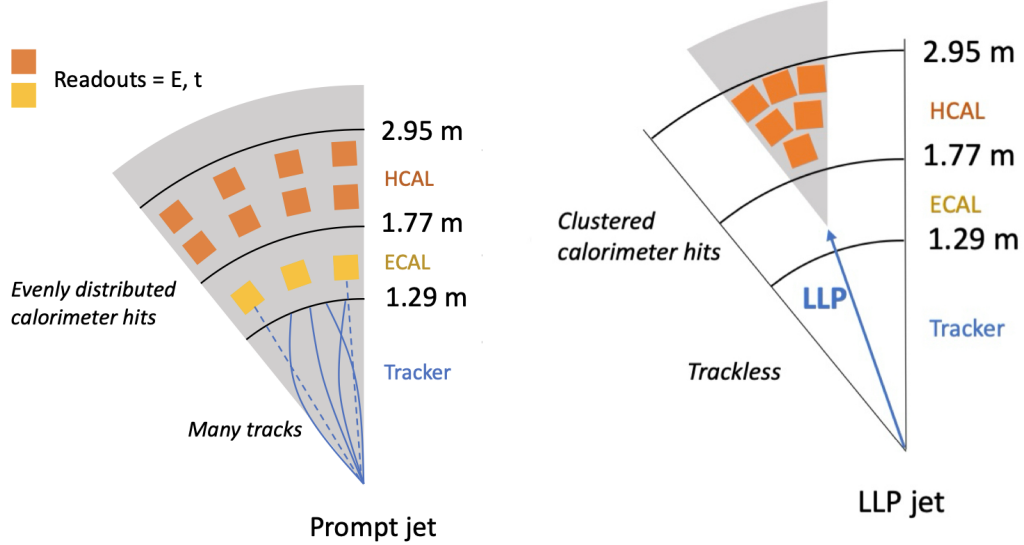 Readouts = E, t
2.95 m
HCAL
1.77 m
ECAL
1.29 m
Evenly distributed
calorimeter hits
Tracker
Many tracks
Prompt jet
2.95 m
HCAL
1.77 m
ECAL
1.29 m
Clustered
calorimeter hits
LLP
Tracker
Trackless
LLP jet